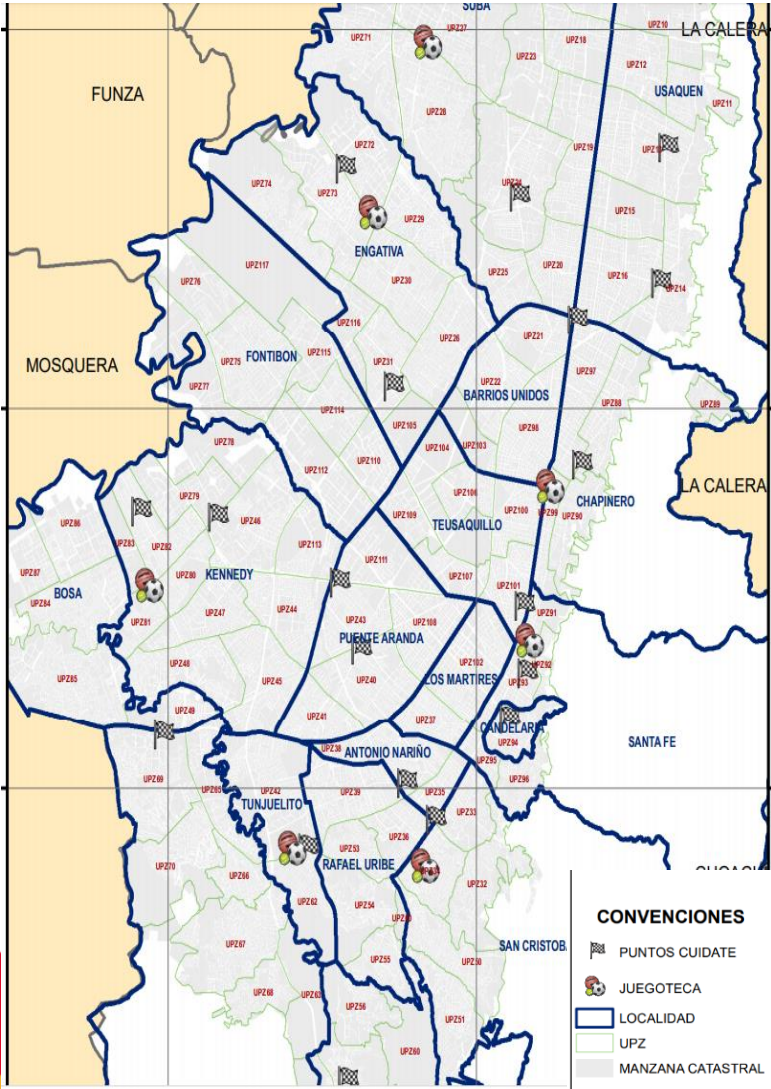 SUBA
UPZ27
UPZ10
LA CALERA
UPZ71
UPZ18
UPZ23
UPZ12
FUNZA
USAQUEN
UPZ11
UPZ28
UPZ72
UPZ19
UPZ74
UPZ73
UPZ29
UPZ15
ENGATIVA
UPZ117
UPZ25
UPZ20
UPZ16
UPZ76
UPZ30
UPZ14
UPZ116
UPZ26
UPZ21
MOSQUERA
UPZ75
FONTIBON
UPZ115
UPZ31
UPZ97
UPZ77
UPZ22
BARRIOS UNIDOS
UPZ88
UPZ89
UPZ114
UPZ105
UPZ98
UPZ78
UPZ104
UPZ103
UPZ110
UPZ112
LA CALERA
UPZ79
UPZ106
CHAPINERO
UPZ86
UPZ46
UPZ109
TEUSAQUILLO
UPZ100
UPZ99
UPZ90
UPZ83
UPZ82
UPZ113
UPZ111
UPZ87
UPZ80
KENNEDY
UPZ107
UPZ101
BOSA
UPZ84
UPZ81
UPZ47
UPZ44
UPZ43
UPZ108
UPZ91
PUENTE ARANDA
UPZ48
UPZ102
UPZ92
UPZ85
UPZ45
UPZ40
LOS MARTIRES
UPZ93
UPZ49
UPZ41
UPZ37
CANDELARIA
UPZ94
SANTA FE
UPZ38
ANTONIO NARIÑO
UPZ95
UPZ69
UPZ96
UPZ65
UPZ42
UPZ39
UPZ35
TUNJUELITO
UPZ33
UPZ36
UPZ53
RAFAEL URIBE
UPZ70
UPZ66
UPZ32
UPZ62
UPZ54
CONVENCIONES
UPZ67
SAN CRISTOB
PUNTOS CUIDATE
UPZ55
UPZ50
JUEGOTECA
UPZ68
UPZ63
UPZ56
UPZ51
LOCALIDAD
UPZ
UPZ60
MANZANA CATASTRAL